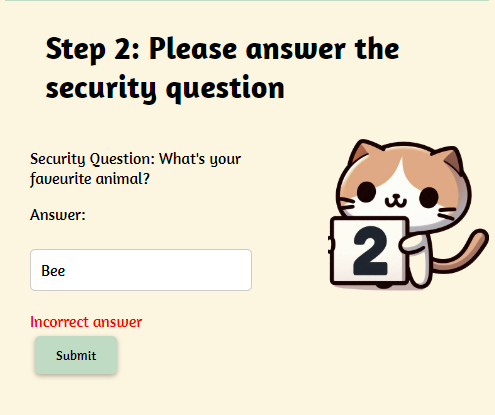 Step 2: Please answer the
security question
Security Question: What's your
faveurite animal?
Answer:
2
Bee
Incorrect answer
Submit